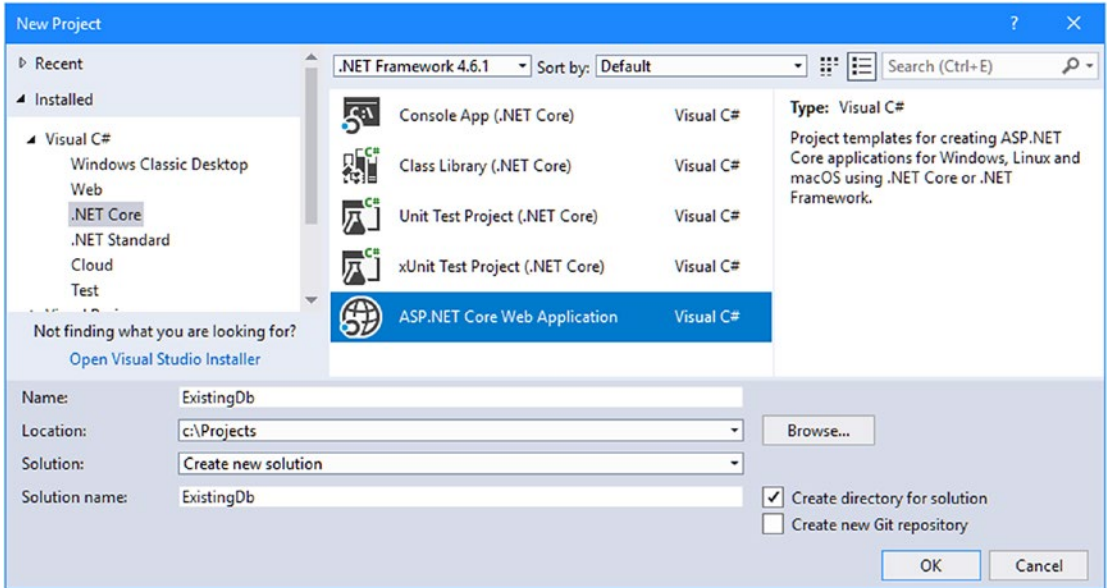 New Project
?
Recent
Installed
Visual C#
Windows Classic Desktop
Web
.NET Core
.NET Standard
Cloud
Test
Not finding what you are looking for?
Open Visual Studio Installer
.NET Framework 4.6.1 Sort by: Default Search (Ctrl+E)
Console App (.NET Core) Visual C#
Class Library (.NET Core) Visual C#
Unit Test Project (.NET Core) Visual C#
xUnit Test Project (.NET Core) Visual C#
ASP.NET Core Web Application Visual C#
Type: Visual C#
Project templates for creating ASP.NET
Core applications for Windows, Linux and
macOS using .NET Core or .NET
Framework.
Name: ExistingDb
Location: c:\Projects Browse...
Solution: Create new solution
Solution name: ExistingDb
Create directory for solution
Create new Git repository
OK Cancel